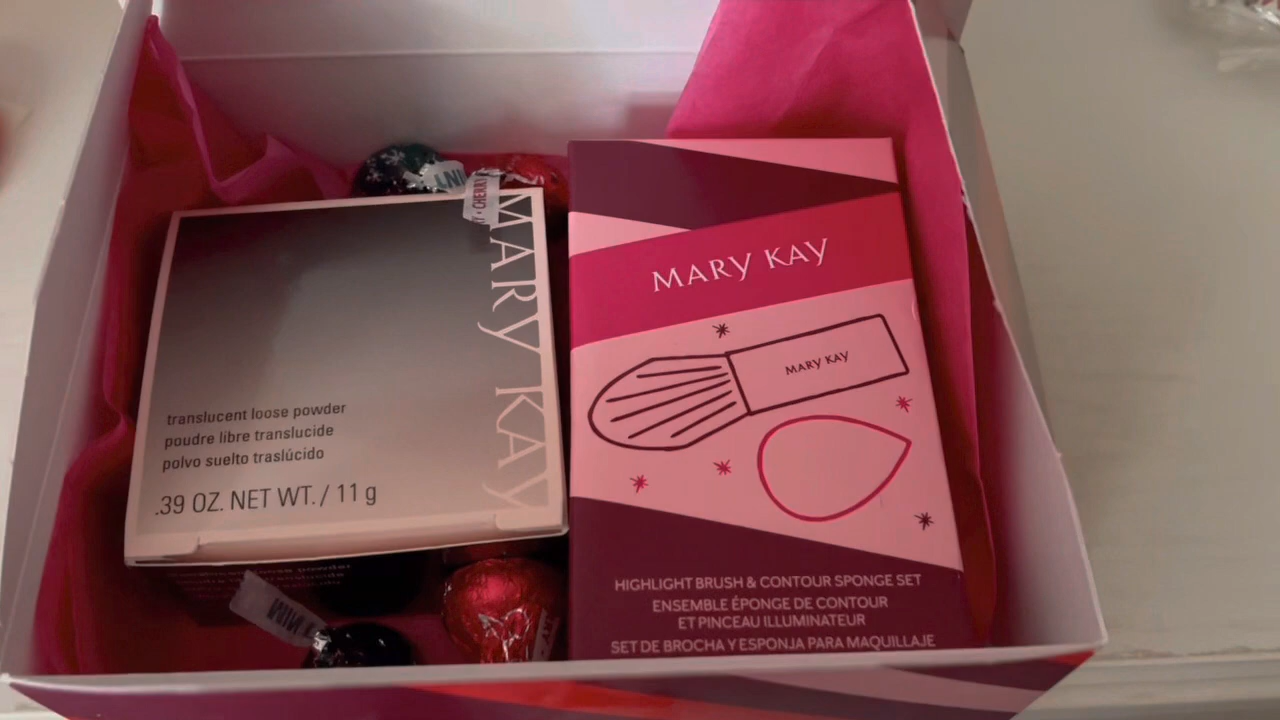 MINT
CHERRY
MARY KAY
translucent loose powder
poudre libre translucide
polvo suelto traslúcido
.39 OZ. NET WT. / 11 g
MARY KAY
MARY KAY
HIGHLIGHT BRUSH & CONTOUR SPONGE SET
ENSEMBLE ÉPONGE DE CONTOUR
ET PINCEAU ILLUMINATEUR
SET DE BROCHA Y ESPONJA PARA MAQUILLAJE